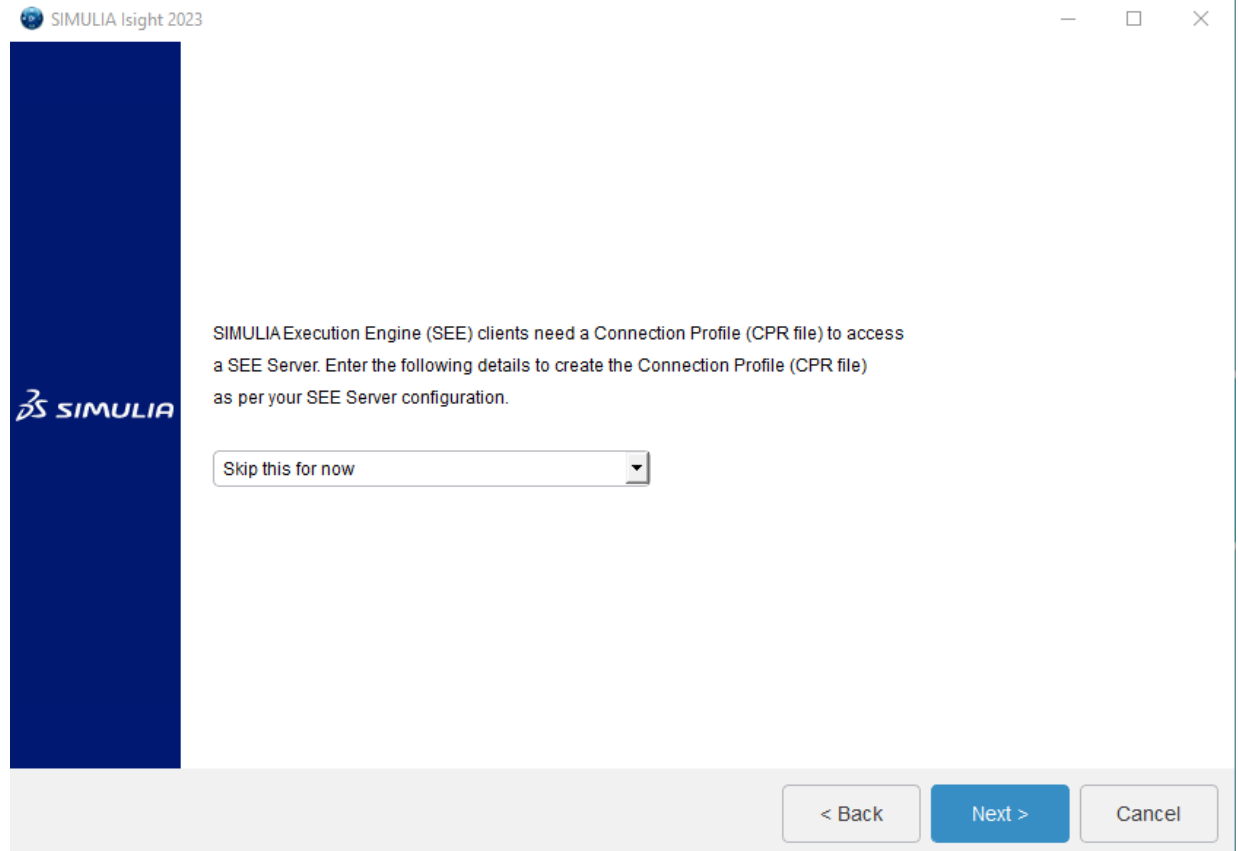 SIMULIA Isight 2023
SIMULIA Execution Engine (SEE) clients need a Connection Profile (CPR file) to access
a SEE Server. Enter the following details to create the Connection Profile (CPR file)
as per your SEE Server configuration.
3S SIMULIA
Skip this for now
< Back
Next >
Cancel